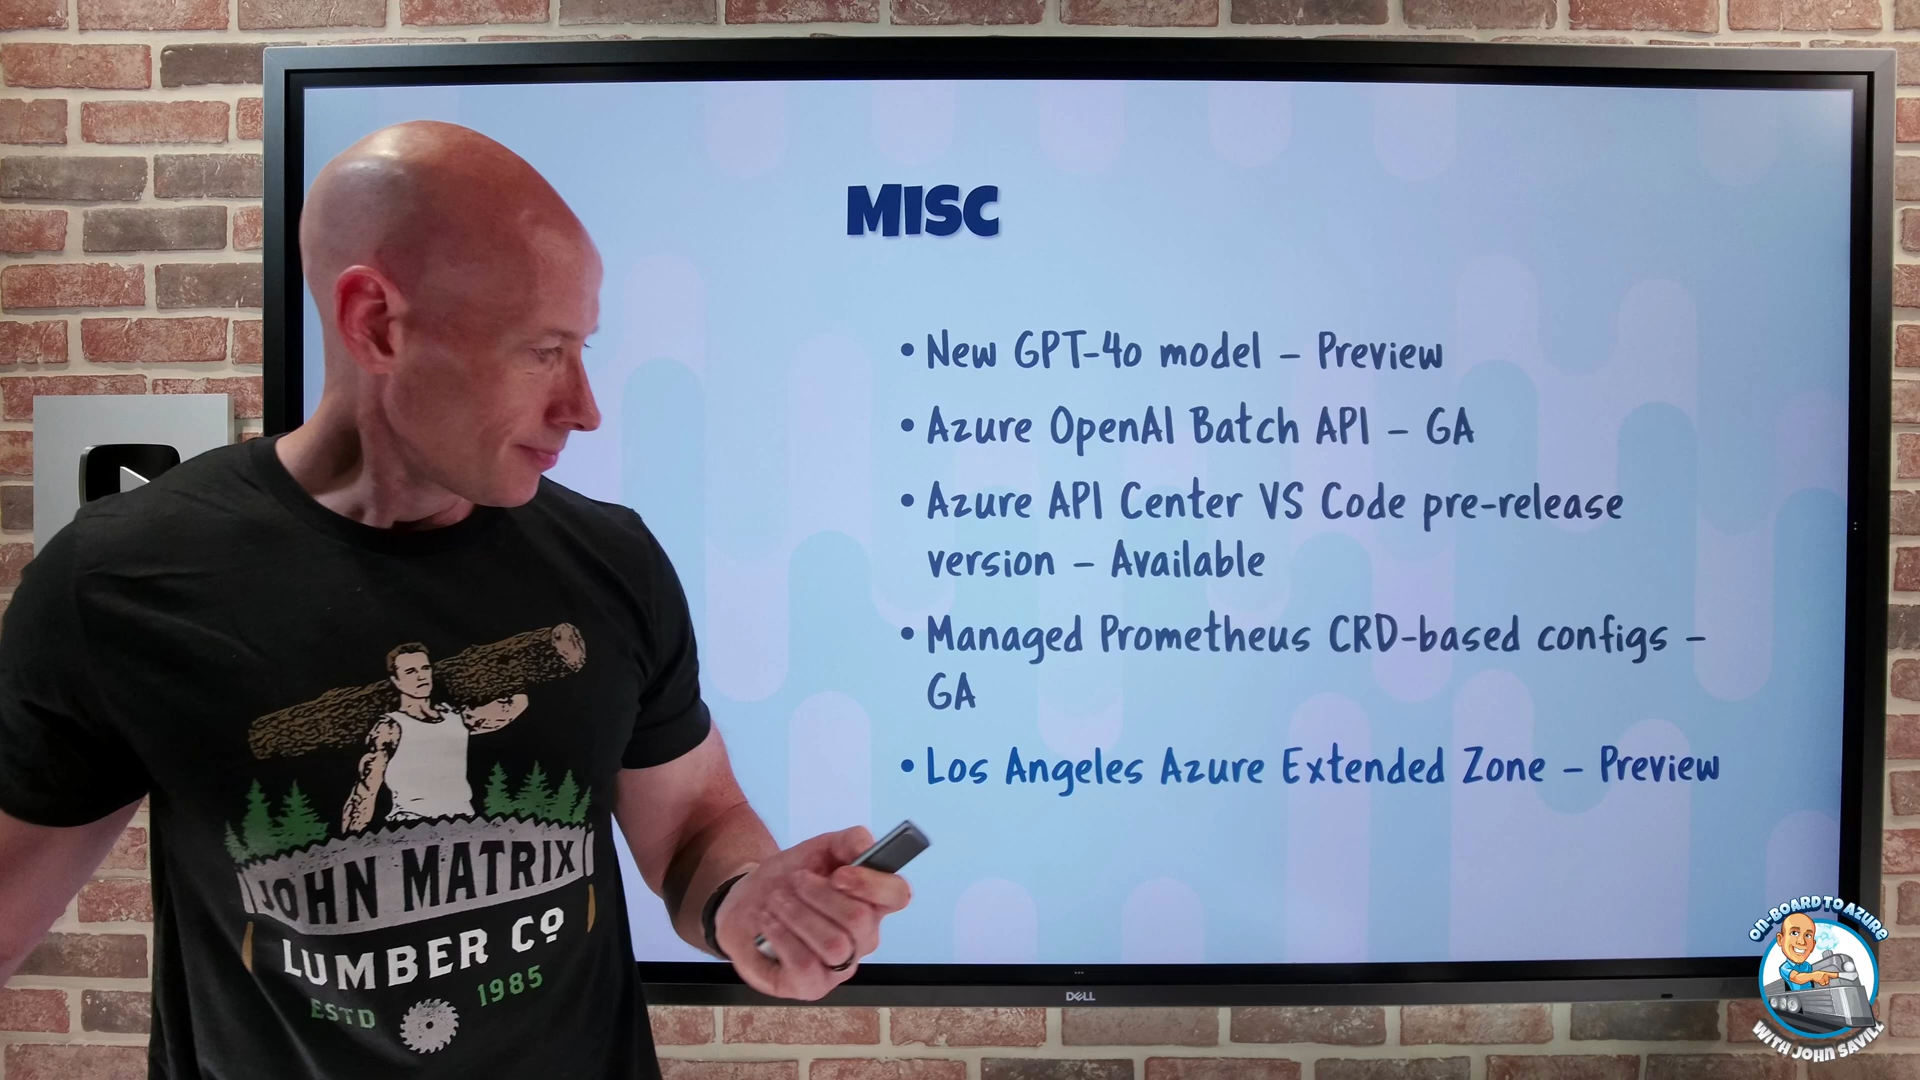 MISC
• New GPT-4o model – Preview
• Azure OpenAI Batch API – GA
• Azure API Center VS Code pre-release
version – Available
• Managed Prometheus CRD-based configs –
GA
• Los Angeles Azure Extended Zone – Preview
JOHN MATRIX
LUMBER Co
ESTD 1985
DELL
ON-BOARD TO AZURE
WITH JOHN SAVILL